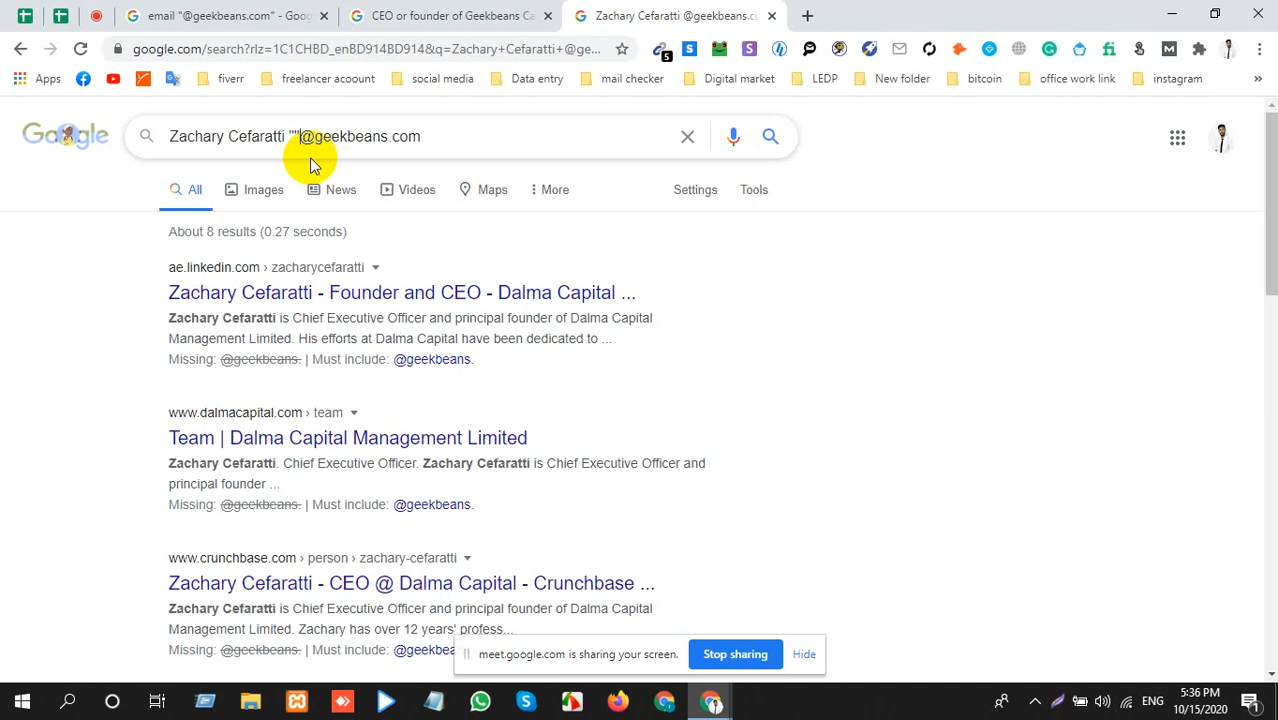 email "@geekbeans.com" - Goog
CEO or founder of Geekbeans Ca
Zachary Cefaratti @geekbeans.co
google.com/search?rlz=1C1CHBD_enBD914BD914&q=Zachary+Cefaratti+@ge...
5
Apps
fiverr
freelancer acount
social media
Data entry
mail checker
Digital market
LEDP
New folder
bitcoin
office work link
instagram
»
Google
Zachary Cefaratti ""@geekbeans.com
All
Images
News
Videos
Maps
More
Settings
Tools
About 8 results (0.27 seconds)
ae.linkedin.com › zacharycefaratti
Zachary Cefaratti - Founder and CEO - Dalma Capital ...
Zachary Cefaratti is Chief Executive Officer and principal founder of Dalma Capital
Management Limited. His efforts at Dalma Capital have been dedicated to ...
Missing: @geekbeans. | Must include: @geekbeans.
www.dalmacapital.com › team
Team | Dalma Capital Management Limited
Zachary Cefaratti. Chief Executive Officer. Zachary Cefaratti is Chief Executive Officer and
principal founder ...
Missing: @geekbeans. | Must include: @geekbeans.
www.crunchbase.com › person › zachary-cefaratti
Zachary Cefaratti - CEO @ Dalma Capital - Crunchbase ...
Zachary Cefaratti is Chief Executive Officer and principal founder of Dalma Capital
Management Limited. Zachary has over 12 years' profess...
Missing: @geekbeans. | Must include: @geekbea
meet.google.com is sharing your screen.
Stop sharing
Hide
ENG
5:36 PM
10/15/2020
1